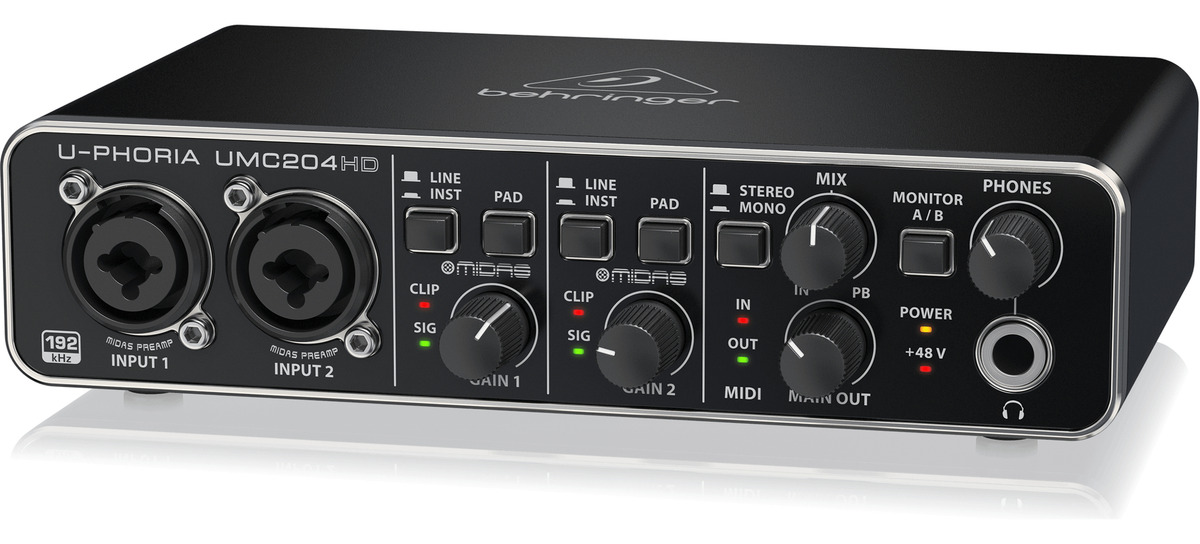 behringer
U-PHORIA UMC204HD
192
kHz
MIDAS PREAMP
INPUT 1
MIDAS PREAMP
INPUT 2
LINE
INST
PAD
MIDAS
CLIP
SIG
GAIN 1
LINE
INST
PAD
MIDAS
CLIP
SIG
GAIN 2
STEREO
MONO
MIX
IN
PB
IN
OUT
MIDI
MAIN OUT
MONITOR
A / B
POWER
+48 V
PHONES